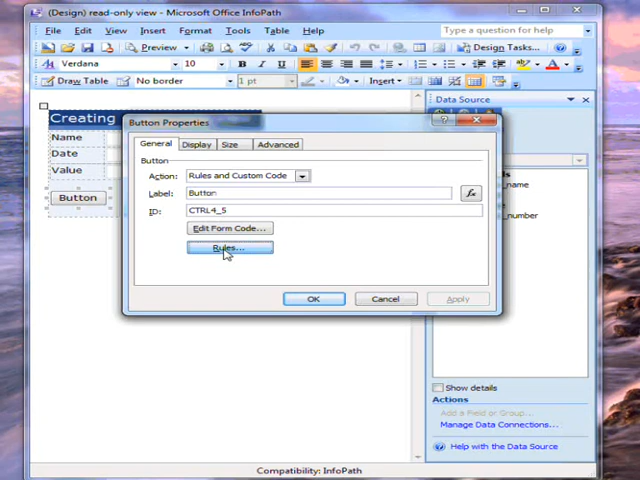 (Design) read-only view - Microsoft Office InfoPath
File Edit View Insert Format Tools Table Help
Type a question for help
Preview
Design Tasks...
Verdana 10 B I U
Draw Table No border 1 pt Insert
Data Source
Creating
Name
Date
Value
Button
Button Properties
General Display Size Advanced
Button
Action: Rules and Custom Code
Label: Button
fx
ID: CTRL4_5
Edit Form Code...
Rules...
OK Cancel Apply
_name
_number
Show details
Actions
Add a Field or Group...
Manage Data Connections...
Help with the Data Source
Compatibility: InfoPath